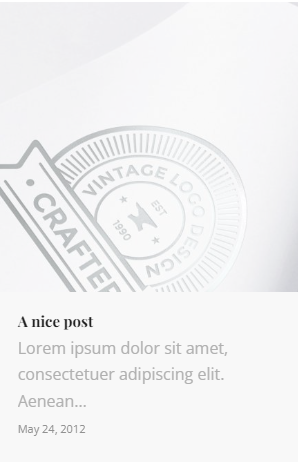 VINTAGE LOGO DESIGN
EST
1990
CRAFTED
A nice post
Lorem ipsum dolor sit amet,
consectetuer adipiscing elit.
Aenean...
May 24, 2012